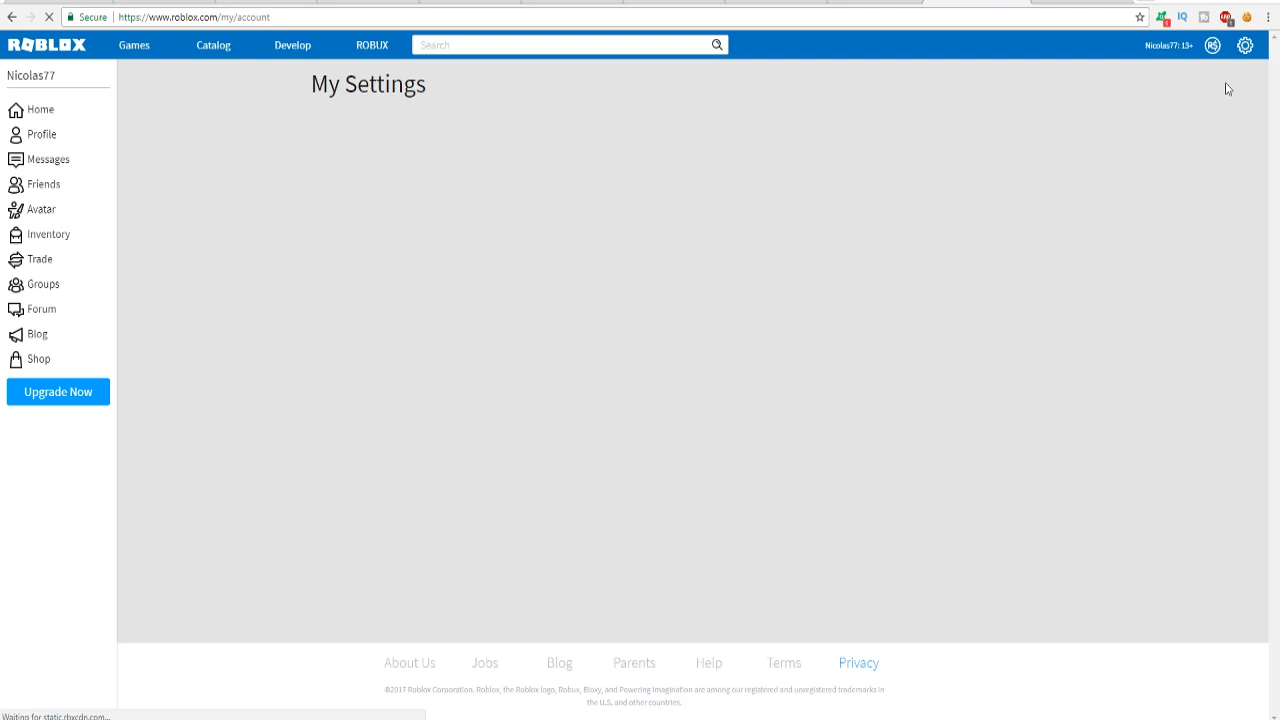 Secure https://www.roblox.com/my/account
ROBLOX Games Catalog Develop ROBUX Search Nicolas77: 13+ R$
Nicolas77
My Settings
Home
Profile
Messages
Friends
Avatar
Inventory
Trade
Groups
Forum
Blog
Shop
Upgrade Now
About Us Jobs Blog Parents Help Terms Privacy
©2017 Roblox Corporation. Roblox, the Roblox logo, Robux, Bloxy, and Powering Imagination are among our registered and unregistered trademarks in
the U.S. and other countries.
Waiting for static.rbxcdn.com...